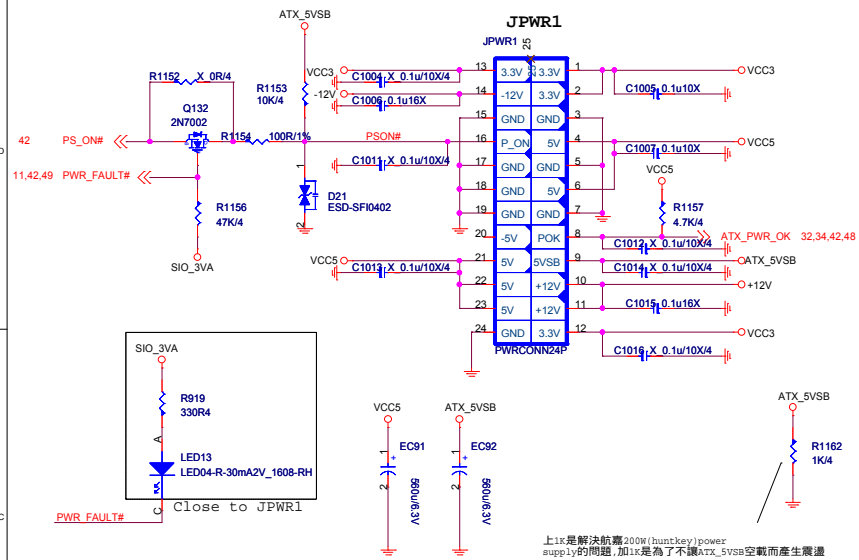 ATX_5VSB
JPWR1
JPWR1
25
25
R1152 X_0R/4
VCC3
C1004 X_0.1u/10X/4
R1153
10K/4
-12V
C1006 0.1u16X
Q132
2N7002
13 3.3V 3.3V 1
14 -12V 3.3V 2
15 GND GND 3
16 P_ON 5V 4
17 GND GND 5
18 GND 5V 6
19 GND GND 7
20 -5V POK 8
21 5V 5VSB 9
22 5V +12V 10
23 5V +12V 11
24 GND 3.3V 12
PWRCONN24P
VCC3
C1005 0.1u10X
42 PS_ON#
R1154 100R/1%
PSON#
VCC5
C1007 0.1u10X
C1011 X_0.1u/10X/4
11,42,49 PWR_FAULT#
1
2
D21
ESD-SFI0402
VCC5
R1157
4.7K/4
R1156
47K/4
ATX_PWR_OK 32,34,42,48
C1012 X_0.1u/10X/4
SIO_3VA
VCC5
C1013 X_0.1u/10X/4
ATX_5VSB
C1014 X_0.1u/10X/4
+12V
C1015 0.1u16X
VCC3
C1016 X_0.1u/10X/4
SIO_3VA
R919
330R4
A
LED13
LED04-R-30mA2V_1608-RH
C
Close to JPWR1
PWR_FAULT#
VCC5
1
+
EC91
2
560u/6.3V
ATX_5VSB
1
+
EC92
2
560u/6.3V
ATX_5VSB
R1162
1K/4
上1K是解決航嘉200W(huntkey)power
supply的問題,加1K是為了不讓ATX_5VSB空載而產生震盪
D
C